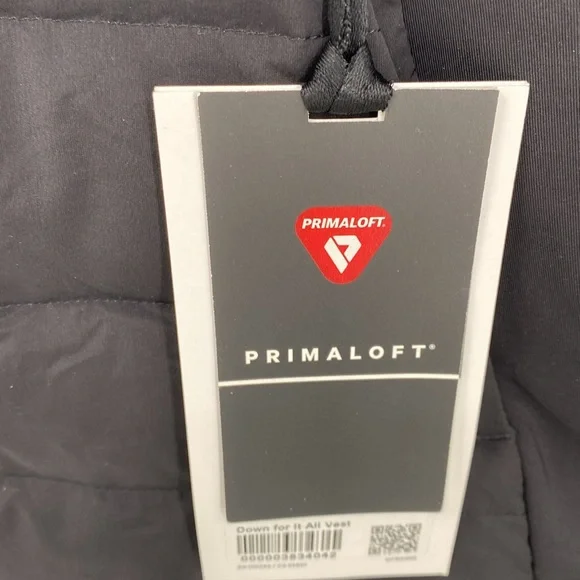 PRIMALOFT®
PRIMALOFT®
Down for It All Vest
000003834042